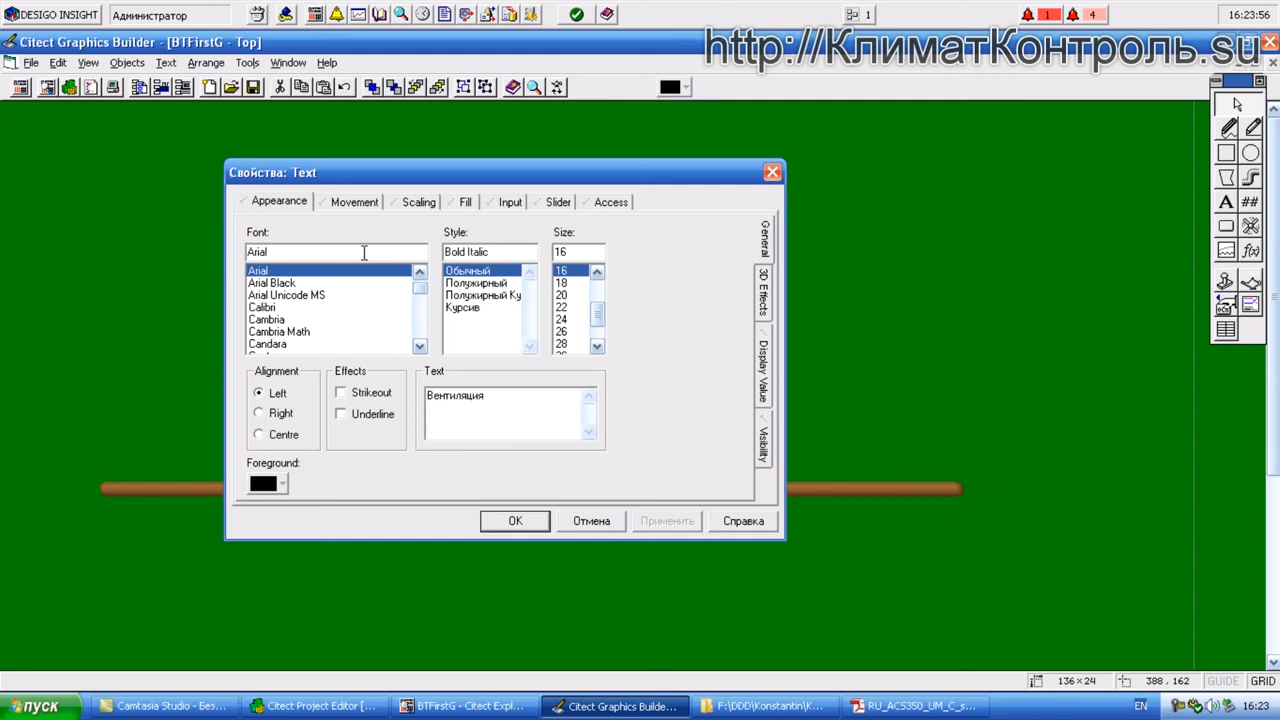 DESIGO INSIGHT Администратор 1 1 4 16:23:56
Citect Graphics Builder - [BTFirstG - Top]
http://КлиматКонтроль.su
File Edit View Objects Text Arrange Tools Window Help
Свойства: Text
Appearance Movement Scaling Fill Input Slider Access
Font: Style: Size:
Arial Bold Italic 16
Arial Обычный 16
Arial Black Полужирный 18
Arial Unicode MS Полужирный Ку 20
Calibri Курсив 22
Cambria 24
Cambria Math 26
Candara 28
Alignment Effects Text
Left Strikeout Вентиляция
Right Underline
Centre
Foreground:
General
3D Effects
Display Value
Visibility
OK Отмена Применить Справка
A ##
f(x)
136×24 388 , 162 GUIDE GRID
пуск Camtasia Studio - Без... Citect Project Editor [... BTFirstG - Citect Expl... Citect Graphics Builde... F:\DDD\Konstantin\К... RU_ACS350_UM_C_s... EN 16:23